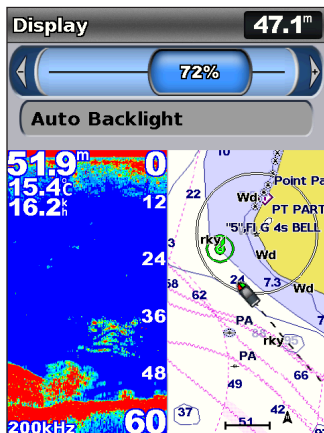 Display 47.1m
72%
Auto Backlight
51.9m 0
15.4°C
16.2kh
12
24
36
48
60
200kHz
10
22
Point Pa
Wd
PT PART
"5" Fl G 4s BELL
rky
Wd
24
7.3
Wd
58
62
PA
rky
95
PA
66
49
37
42
51